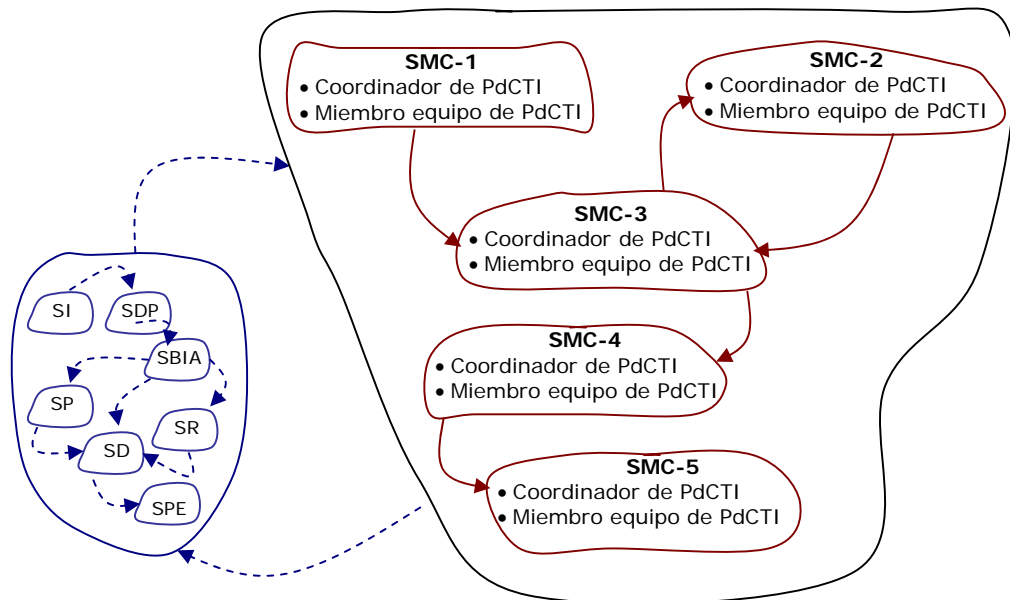 SMC-1
• Coordinador de PdCTI
• Miembro equipo de PdCTI
SMC-2
• Coordinador de PdCTI
• Miembro equipo de PdCTI
SMC-3
• Coordinador de PdCTI
• Miembro equipo de PdCTI
SMC-4
• Coordinador de PdCTI
• Miembro equipo de PdCTI
SMC-5
• Coordinador de PdCTI
• Miembro equipo de PdCTI
SI
SDP
SBIA
SP
SR
SD
SPE